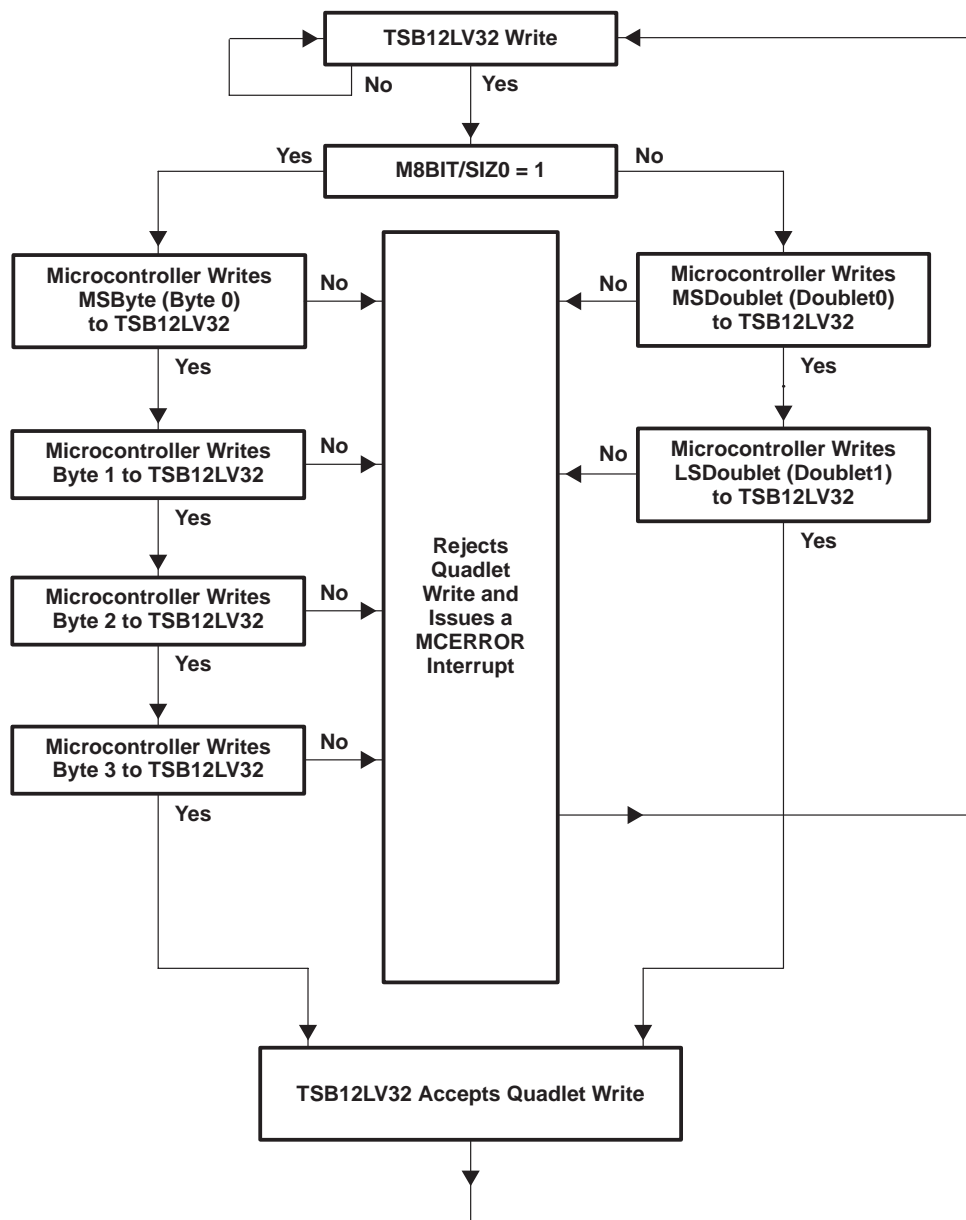 TSB12LV32 Write
No
Yes
Yes
M8BIT/SIZ0 = 1
No
Microcontroller Writes
MSByte (Byte 0)
to TSB12LV32
No
Yes
No
Microcontroller Writes
MSDoublet (Doublet0)
to TSB12LV32
Yes
Microcontroller Writes
Byte 1 to TSB12LV32
No
Yes
No
Microcontroller Writes
LSDoublet (Doublet1)
to TSB12LV32
Yes
Rejects
Quadlet
Write and
Issues a
MCERROR
Interrupt
Microcontroller Writes
Byte 2 to TSB12LV32
No
Yes
Microcontroller Writes
Byte 3 to TSB12LV32
No
Yes
TSB12LV32 Accepts Quadlet Write